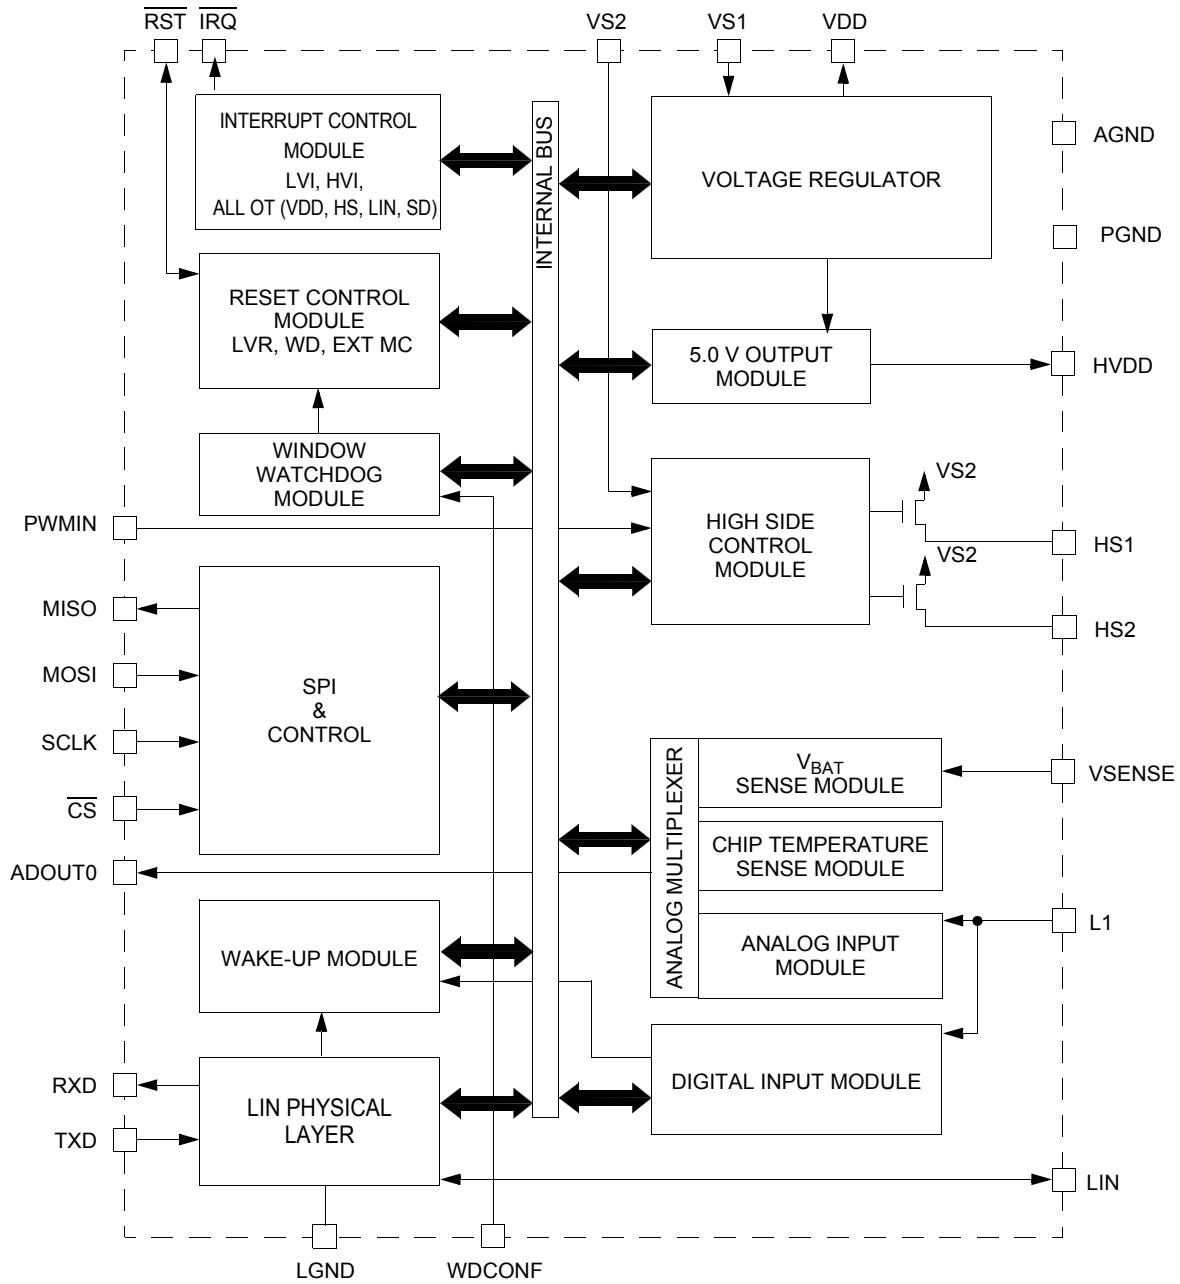 RST IRQ VS2 VS1 VDD
INTERRUPT CONTROL
MODULE
LVI, HVI,
ALL OT (VDD, HS, LIN, SD)
INTERNAL BUS
VOLTAGE REGULATOR
AGND
PGND
RESET CONTROL
MODULE
LVR, WD, EXT MC
5.0 V OUTPUT
MODULE
HVDD
WINDOW
WATCHDOG
MODULE
PWMIN
HIGH SIDE
CONTROL
MODULE
VS2
HS1
VS2
HS2
MISO
MOSI
SCLK
CS
SPI
&
CONTROL
ADOUT0
ANALOG MULTIPLEXER
VBAT
SENSE MODULE
VSENSE
CHIP TEMPERATURE
SENSE MODULE
ANALOG INPUT
MODULE
L1
WAKE-UP MODULE
DIGITAL INPUT MODULE
RXD
TXD
LIN PHYSICAL
LAYER
LIN
LGND WDCONF